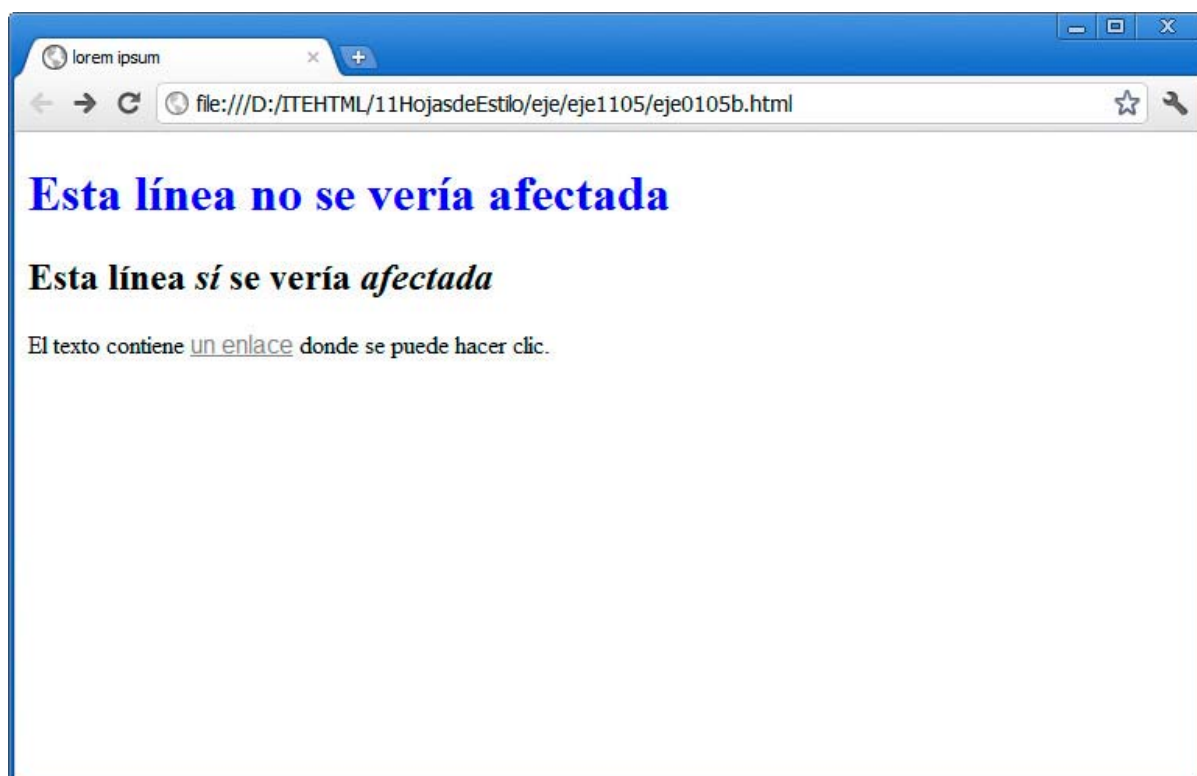 lorem ipsum
file:///D:/ITEHTML/11HojasdeEstilo/eje/eje1105/eje0105b.html
Esta línea no se vería afectada
Esta línea sí se vería afectada
El texto contiene un enlace donde se puede hacer clic.